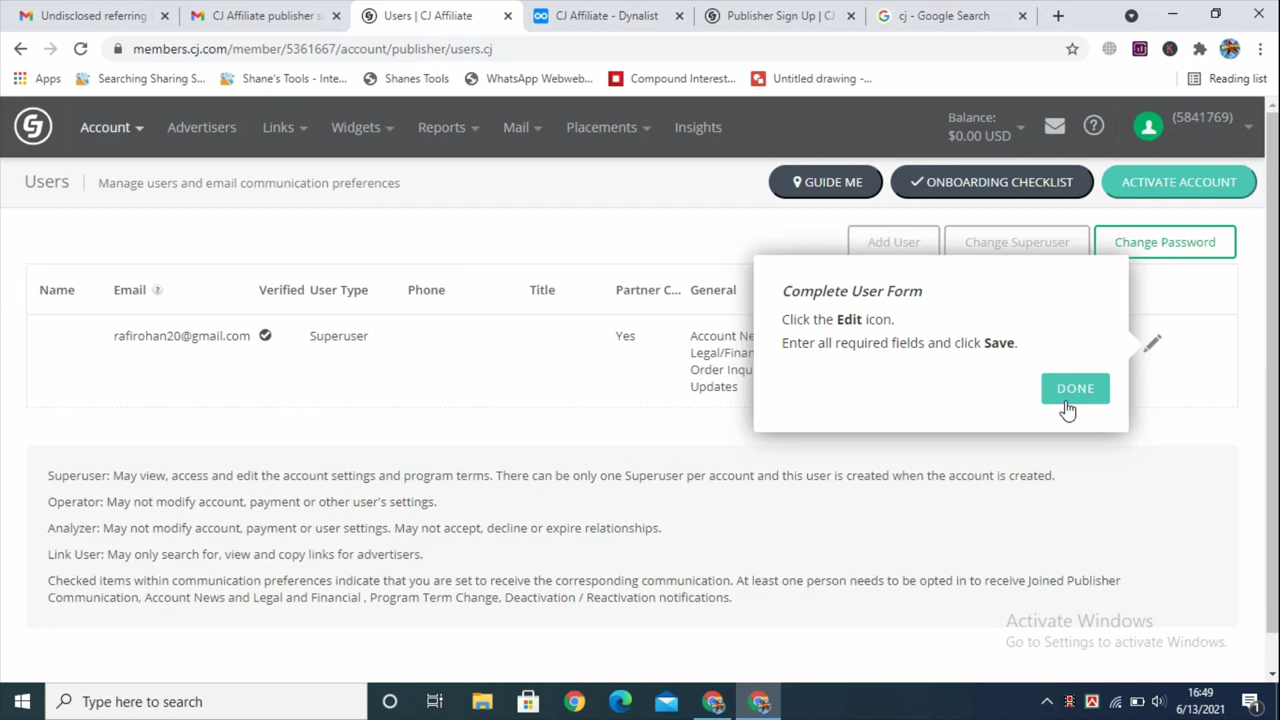 Undisclosed referring
CJ Affiliate publisher s
Users | CJ Affiliate
CJ Affiliate - Dynalist
Publisher Sign Up | CJ
cj - Google Search
members.cj.com/member/5361667/account/publisher/users.cj
Apps
Searching Sharing S...
Shane's Tools - Inte...
Shanes Tools
WhatsApp Webweb...
Compound Interest...
Untitled drawing -...
Reading list
Account
Advertisers
Links
Widgets
Reports
Mail
Placements
Insights
Balance:
$0.00 USD
(5841769)
Users
Manage users and email communication preferences
GUIDE ME
ONBOARDING CHECKLIST
ACTIVATE ACCOUNT
Add User
Change Superuser
Change Password
Name Email Verified User Type Phone Title Partner C... General
rafirohan20@gmail.com Superuser Yes Account Ne
Legal/Finan
Order Inqu
Updates
Complete User Form
Click the Edit icon.
Enter all required fields and click Save.
DONE
Superuser: May view, access and edit the account settings and program terms. There can be only one Superuser per account and this user is created when the account is created.
Operator: May not modify account, payment or other user's settings.
Analyzer: May not modify account, payment or user settings. May not accept, decline or expire relationships.
Link User: May only search for, view and copy links for advertisers.
Checked items within communication preferences indicate that you are set to receive the corresponding communication. At least one person needs to be opted in to receive Joined Publisher
Communication, Account News and Legal and Financial , Program Term Change, Deactivation / Reactivation notifications.
Activate Windows
Go to Settings to activate Windows.
Type here to search
16:49
6/13/2021
1